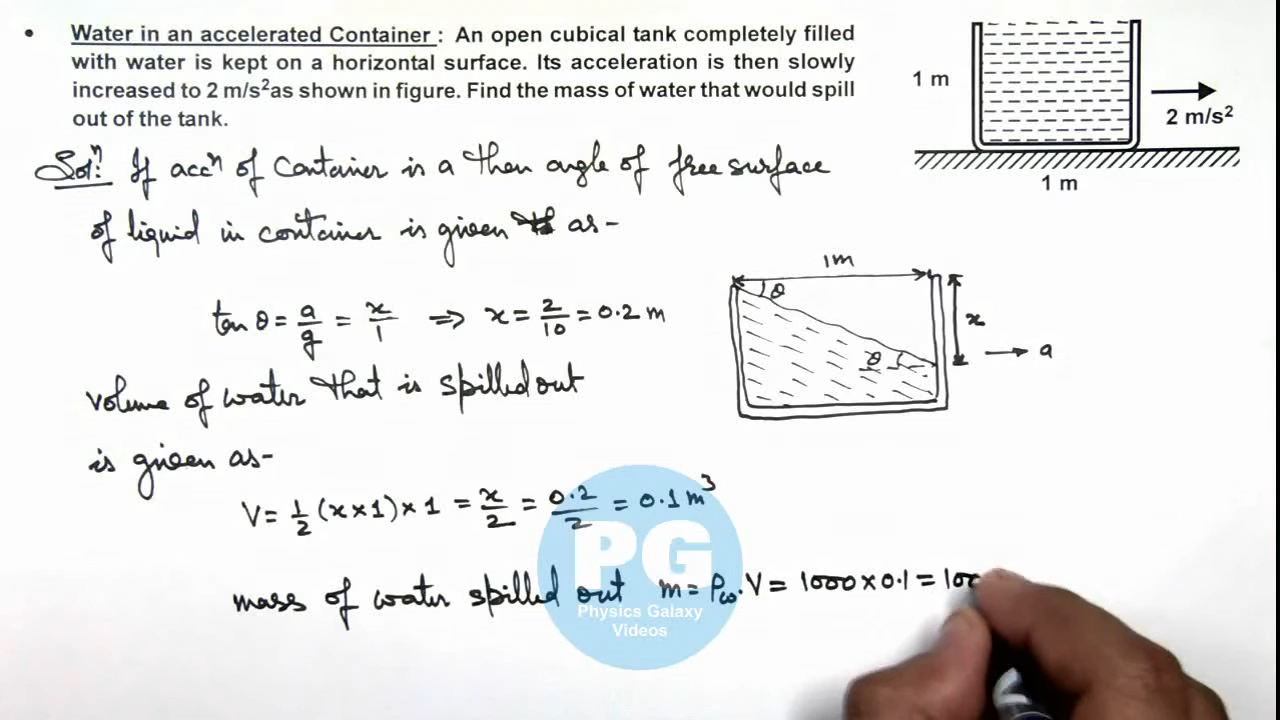 • Water in an accelerated Container : An open cubical tank completely filled
with water is kept on a horizontal surface. Its acceleration is then slowly
increased to 2 m/s²as shown in figure. Find the mass of water that would spill
out of the tank.
1 m
2 m/s²
1 m
Solⁿ: If accⁿ of container is a then angle of free surface
of liquid in container is given as-
1m
θ
x
θ
a
tan θ = a/g = x/1 ⇒ x = 2/10 = 0.2 m
volume of water that is spilled out
is given as-
V = 1/2 (x×1)×1 = x/2 = 0.2/2 = 0.1 m³
mass of water spilled out m = ρw.V = 1000×0.1 = 100
PG
Physics Galaxy
Videos